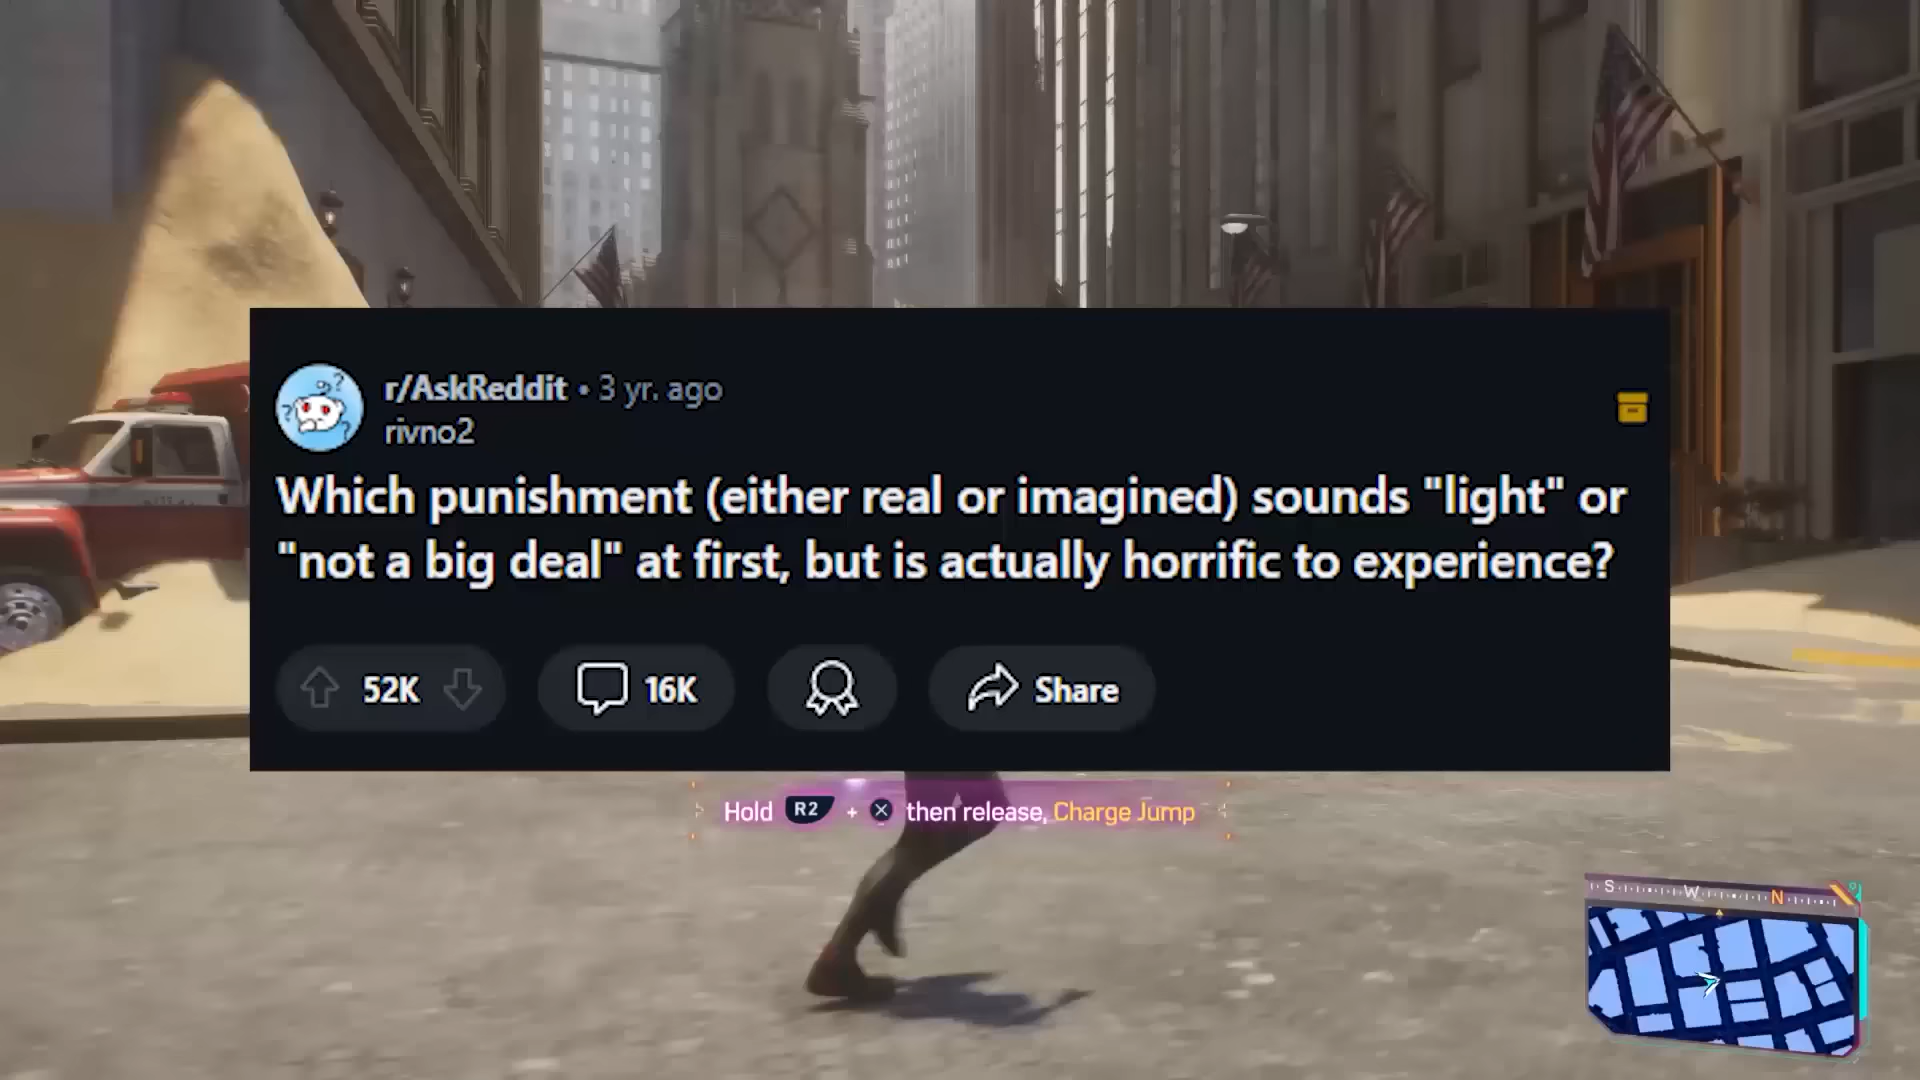 r/AskReddit • 3 yr. ago
rivno2
Which punishment (either real or imagined) sounds "light" or
"not a big deal" at first, but is actually horrific to experience?
52K 16K Share
Hold R2 + then release, Charge Jump
S W N